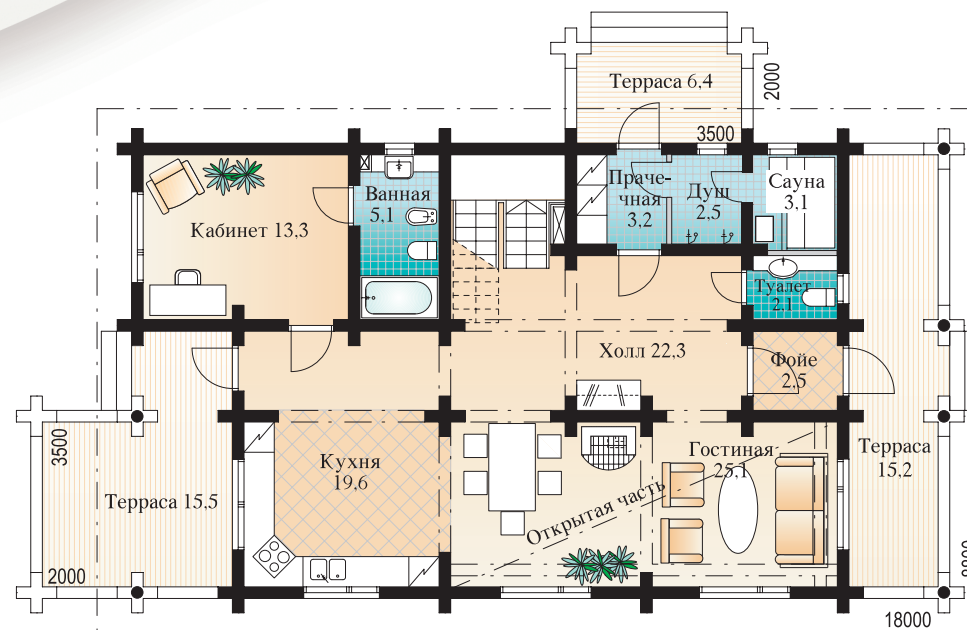 Терраса 6,4
2000
3500
Ванная
5,1
Праче-
чная
3,2
Душ
2,5
Сауна
3,1
Кабинет 13,3
Туалет
2,1
Холл 22,3
Фойе
2,5
3500
Кухня
19,6
Гостиная
25,1
Терраса
15,2
Терраса 15,5
Открытая часть
2000
18000